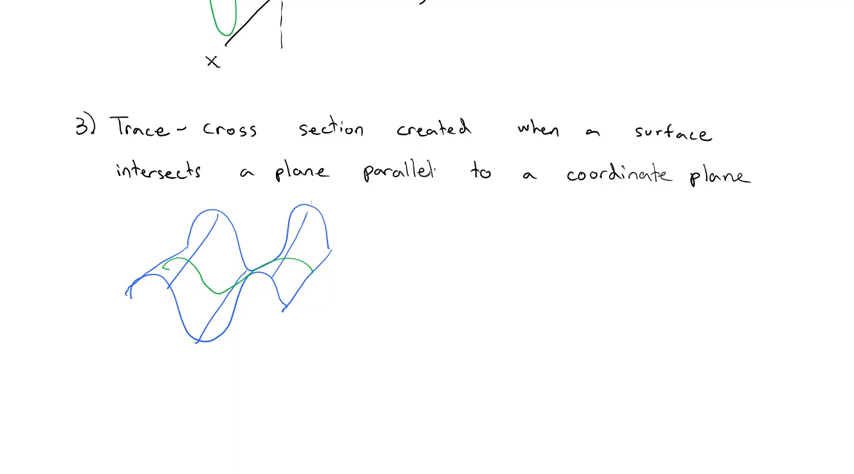 x
3) Trace - cross section created when a surface
intersects a plane parallel to a coordinate plane